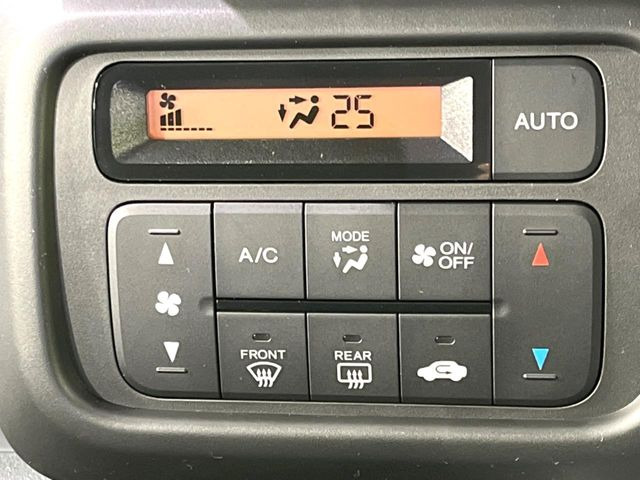 25
AUTO
A/C
MODE
ON/
OFF
FRONT
REAR